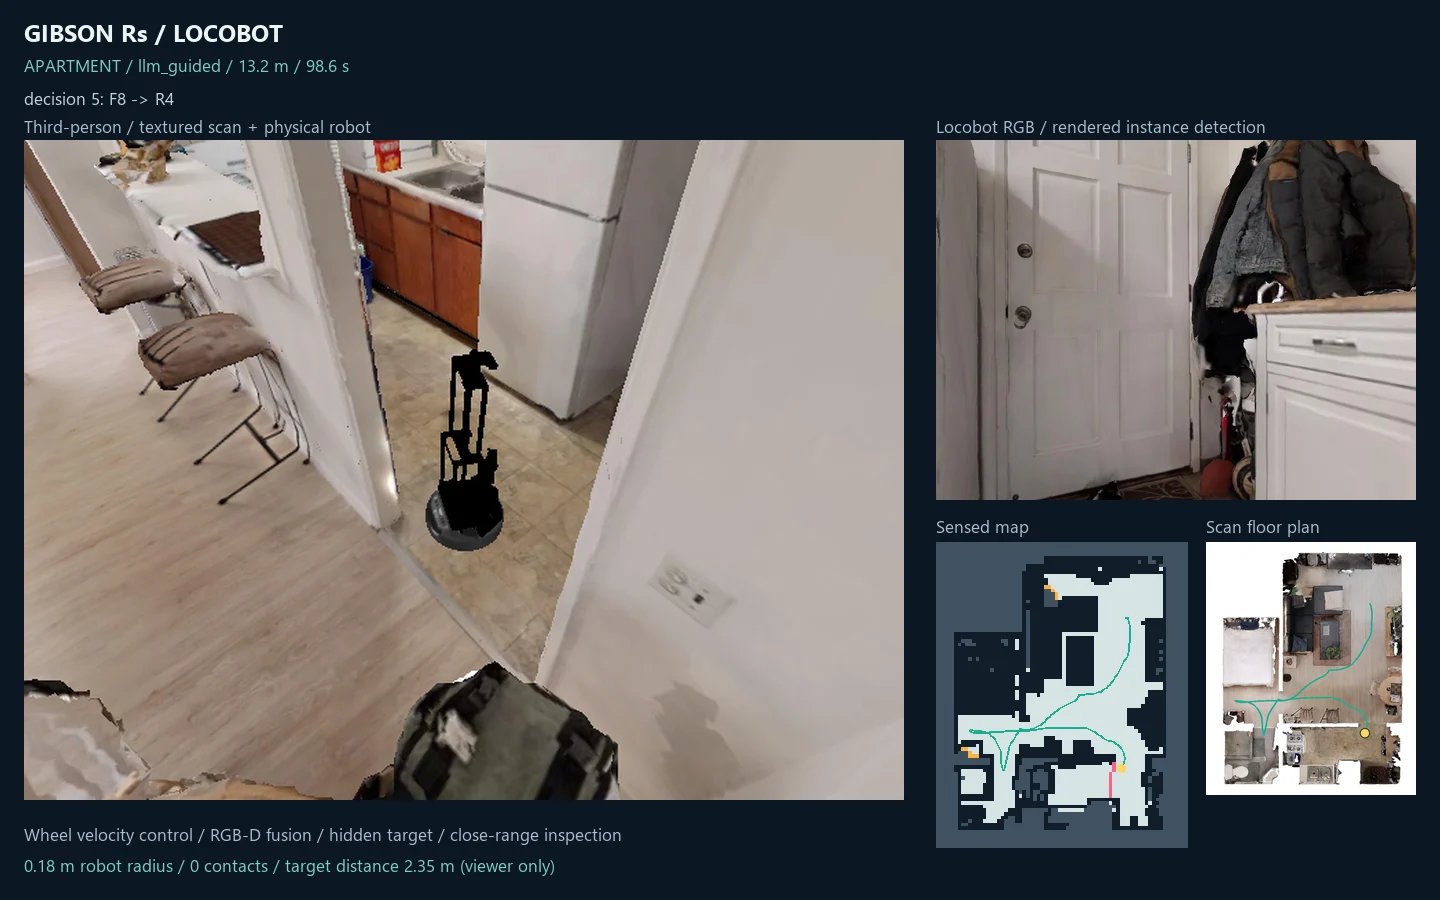 GIBSON Rs / LOCOBOT
APARTMENT / llm_guided / 13.2 m / 98.6 s
decision 5: F8 -> R4
Third-person / textured scan + physical robot
Locobot RGB / rendered instance detection
Sensed map
Scan floor plan
Wheel velocity control / RGB-D fusion / hidden target / close-range inspection
0.18 m robot radius / 0 contacts / target distance 2.35 m (viewer only)